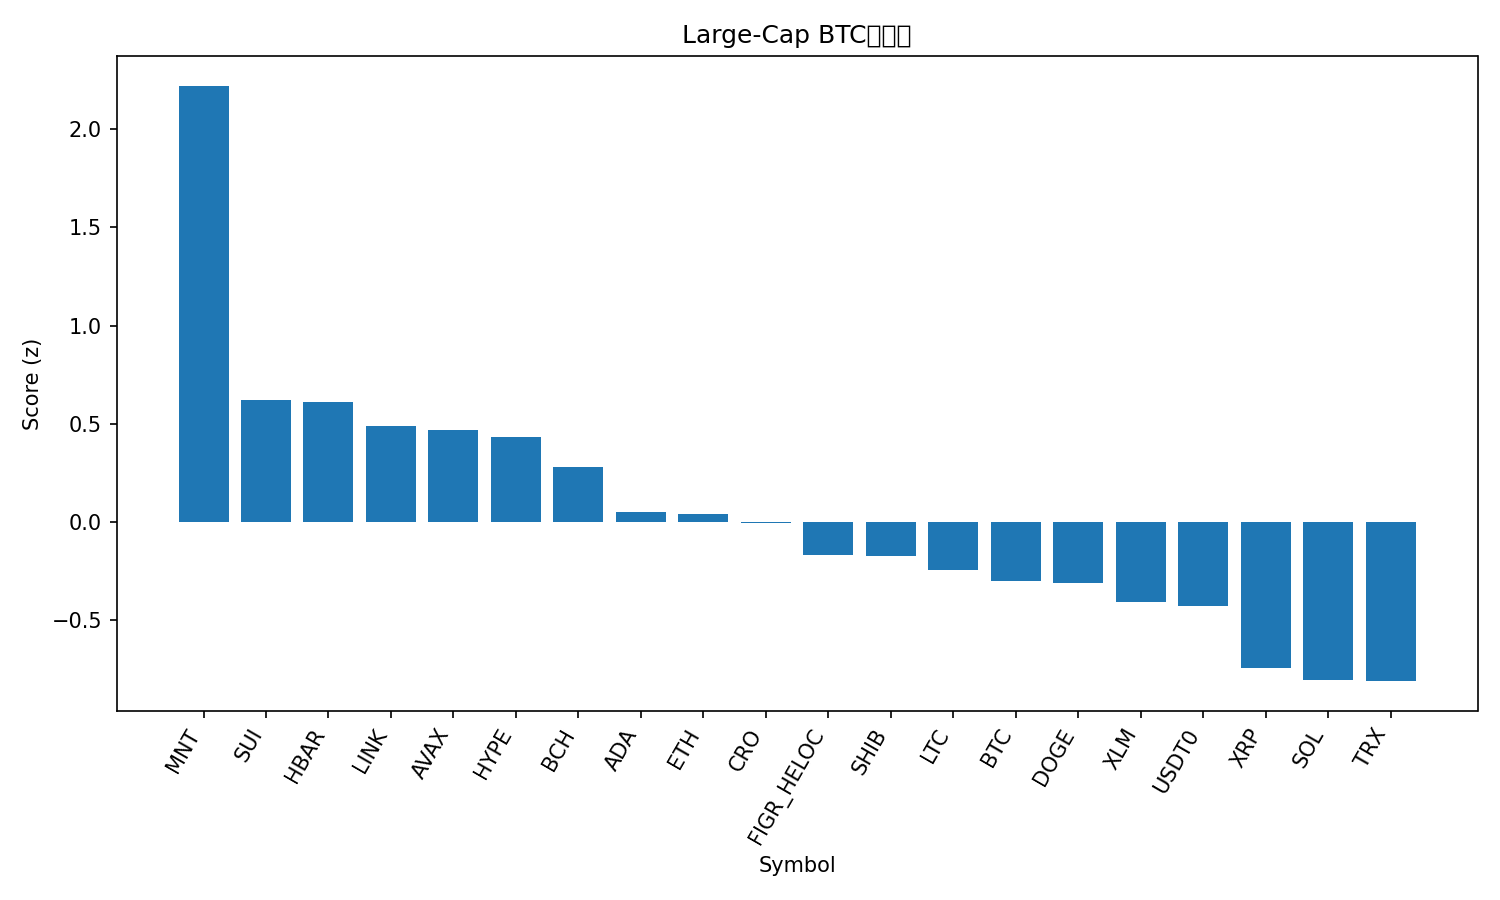 Large-Cap BTC
Score (z)
2.0
1.5
1.0
0.5
0.0
−0.5
MNT
SUI
HBAR
LINK
AVAX
HYPE
BCH
ADA
ETH
CRO
FIGR_HELOC
SHIB
LTC
BTC
DOGE
XLM
USDT0
XRP
SOL
TRX
Symbol